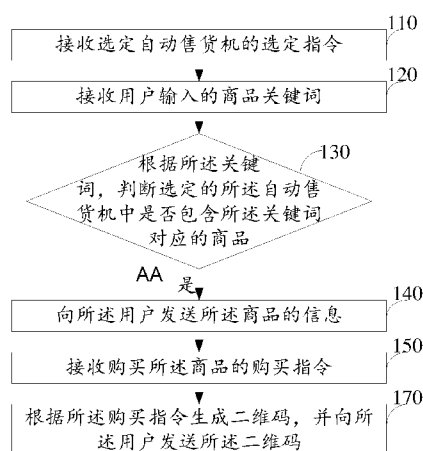 110
接收选定自动售货机的选定指令
120
接收用户输入的商品关键词
130
根据所述关键
词，判断选定的所述自动售
货机中是否包含所述关键词
对应的商品
AA
是
140
向所述用户发送所述商品的信息
150
接收购买所述商品的购买指令
170
根据所述购买指令生成二维码，并向所
述用户发送所述二维码